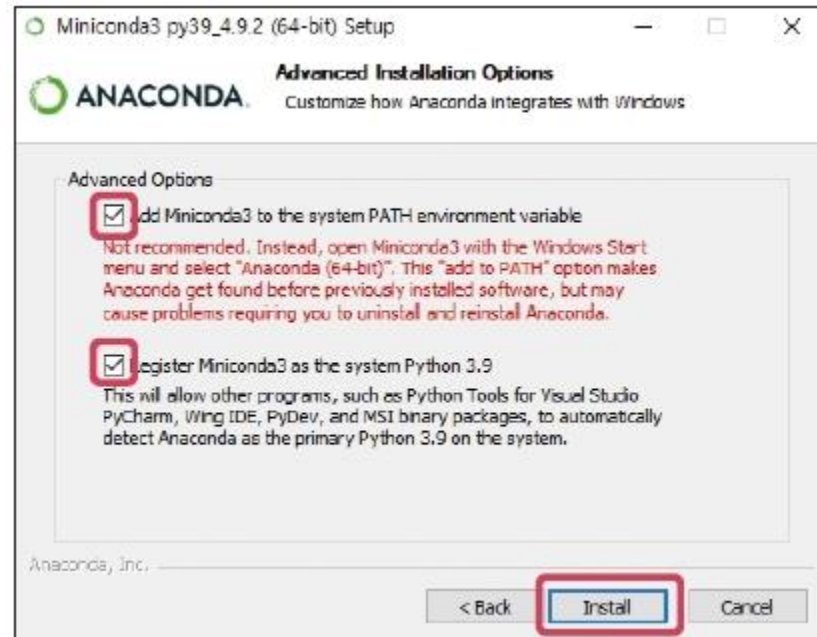 Miniconda3 py39_4.9.2 (64-bit) Setup
ANACONDA.
Advanced Installation Options
Customize how Anaconda integrates with Windows
Advanced Options
Add Miniconda3 to the system PATH environment variable
Not recommended. Instead, open Miniconda3 with the Windows Start
menu and select "Anaconda (64-bit)". This "add to PATH" option makes
Anaconda get found before previously installed software, but may
cause problems requiring you to uninstall and reinstall Anaconda.
Register Miniconda3 as the system Python 3.9
This will allow other programs, such as Python Tools for Visual Studio
PyCharm, Wing IDE, PyDev, and MSI binary packages, to automatically
detect Anaconda as the primary Python 3.9 on the system.
Anaconda, Inc.
< Back
Install
Cancel